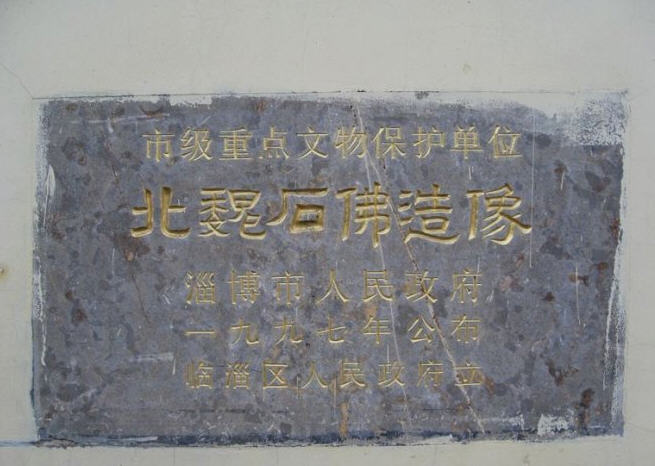 市级重点文物保护单位
北魏石佛造像
淄博市人民政府
一九九七年公布
临淄区人民政府立